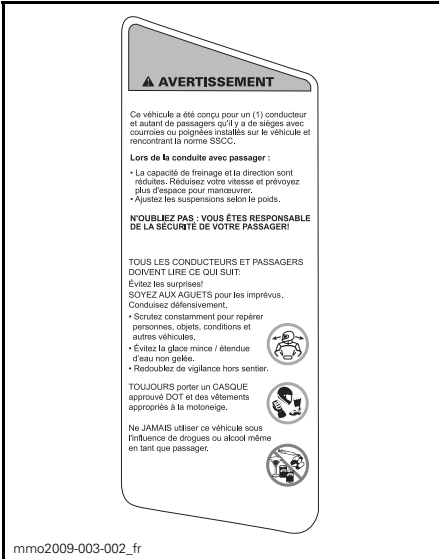 AVERTISSEMENT
Ce véhicule a été conçu pour un (1) conducteur
et autant de passagers qu'il y a de sièges avec
courroies ou poignées installés sur le véhicule et
rencontrant la norme SSCC.
Lors de la conduite avec passager :
• La capacité de freinage et la direction sont
réduites. Réduisez votre vitesse et prévoyez
plus d'espace pour manœuvrer.
• Ajustez les suspensions selon le poids.
N'OUBLIEZ PAS : VOUS ÊTES RESPONSABLE
DE LA SÉCURITÉ DE VOTRE PASSAGER!
TOUS LES CONDUCTEURS ET PASSAGERS
DOIVENT LIRE CE QUI SUIT:
Évitez les surprises!
SOYEZ AUX AGUETS pour les imprévus.
Conduisez défensivement.
• Scrutez constamment pour repérer
personnes, objets, conditions et
autres véhicules.
• Évitez la glace mince / étendue
d'eau non gelée.
• Redoublez de vigilance hors sentier.
TOUJOURS porter un CASQUE
approuvé DOT et des vêtements
appropriés à la motoneige.
Ne JAMAIS utiliser ce véhicule sous
l'influence de drogues ou alcool même
en tant que passager.
mmo2009-003-002_fr